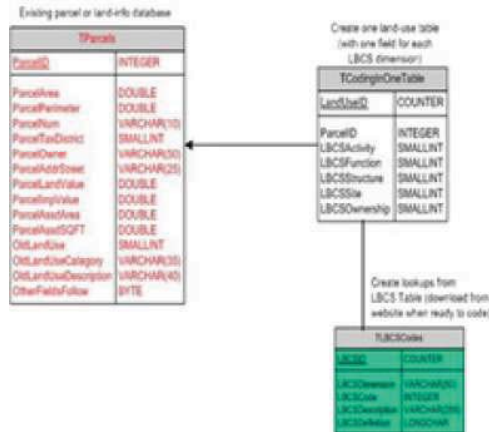 Existing parcel or land-info database
TParcels
ParcelID INTEGER
ParcelArea DOUBLE
ParcelPerimeter DOUBLE
ParcelNum VARCHAR(10)
ParcelTaxDistrict SMALLINT
ParcelOwner VARCHAR(50)
ParcelAddrStreet VARCHAR(25)
ParcelLandValue DOUBLE
ParcelImpValue DOUBLE
ParcelAssdArea DOUBLE
ParcelAssdSQFT DOUBLE
OldLandUse SMALLINT
OldLandUseCategory VARCHAR(35)
OldLandUseDescription VARCHAR(40)
OtherFieldsFollow BYTE
Create one land-use table
(with one field for each
LBCS dimension)
TCodingInOneTable
LandUseID COUNTER
ParcelID INTEGER
LBCSActivity SMALLINT
LBCSFunction SMALLINT
LBCSStructure SMALLINT
LBCSSite SMALLINT
LBCSOwnership SMALLINT
Create lookups from
LBCS Table (download from
website when ready to code)
TLBCSCodes
LBCSID COUNTER
LBCSDimension VARCHAR(50)
LBCSCode INTEGER
LBCSDescription
LBCSDefinition LONGCHAR